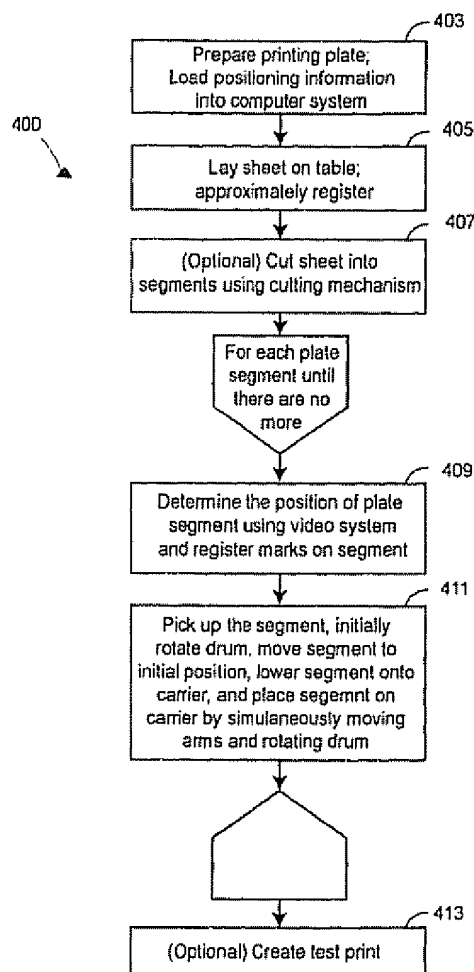 403
Prepare printing plate;
Load positioning information
into computer system
400
405
Lay sheet on table;
approximately register
407
(Optional) Cut sheet into
segments using cutting mechanism
For each plate
segment until
there are no
more
409
Determine the position of plate
segment using video system
and register marks on segment
411
Pick up the segment, initially
rotate drum, move segment to
initial position, lower segment onto
carrier, and place segemnt on
carrier by simultaneously moving
arms and rotating drum
413
(Optional) Create test print